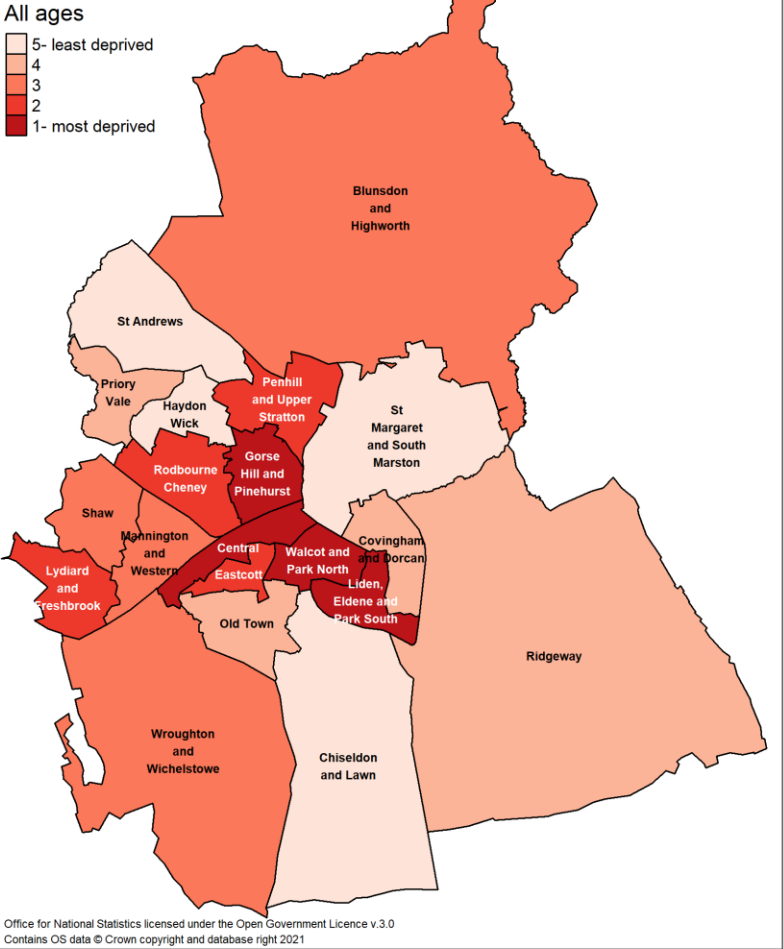 All ages
5- least deprived
4
3
2
1- most deprived
Blunsdon
and
Highworth
St Andrews
Priory
Vale
Haydon
Wick
Penhill
and Upper
Stratton
St
Margaret
and South
Marston
Rodbourne
Cheney
Gorse
Hill and
Pinehurst
Shaw
Mannington
and
Western
Central
Eastcott
Walcot and
Park North
Covingham
and Dorcan
Lydiard
and
Freshbrook
Liden,
Eldene and
Park South
Old Town
Ridgeway
Wroughton
and
Wichelstowe
Chiseldon
and Lawn
Office for National Statistics licensed under the Open Government Licence v.3.0
Contains OS data © Crown copyright and database right 2021